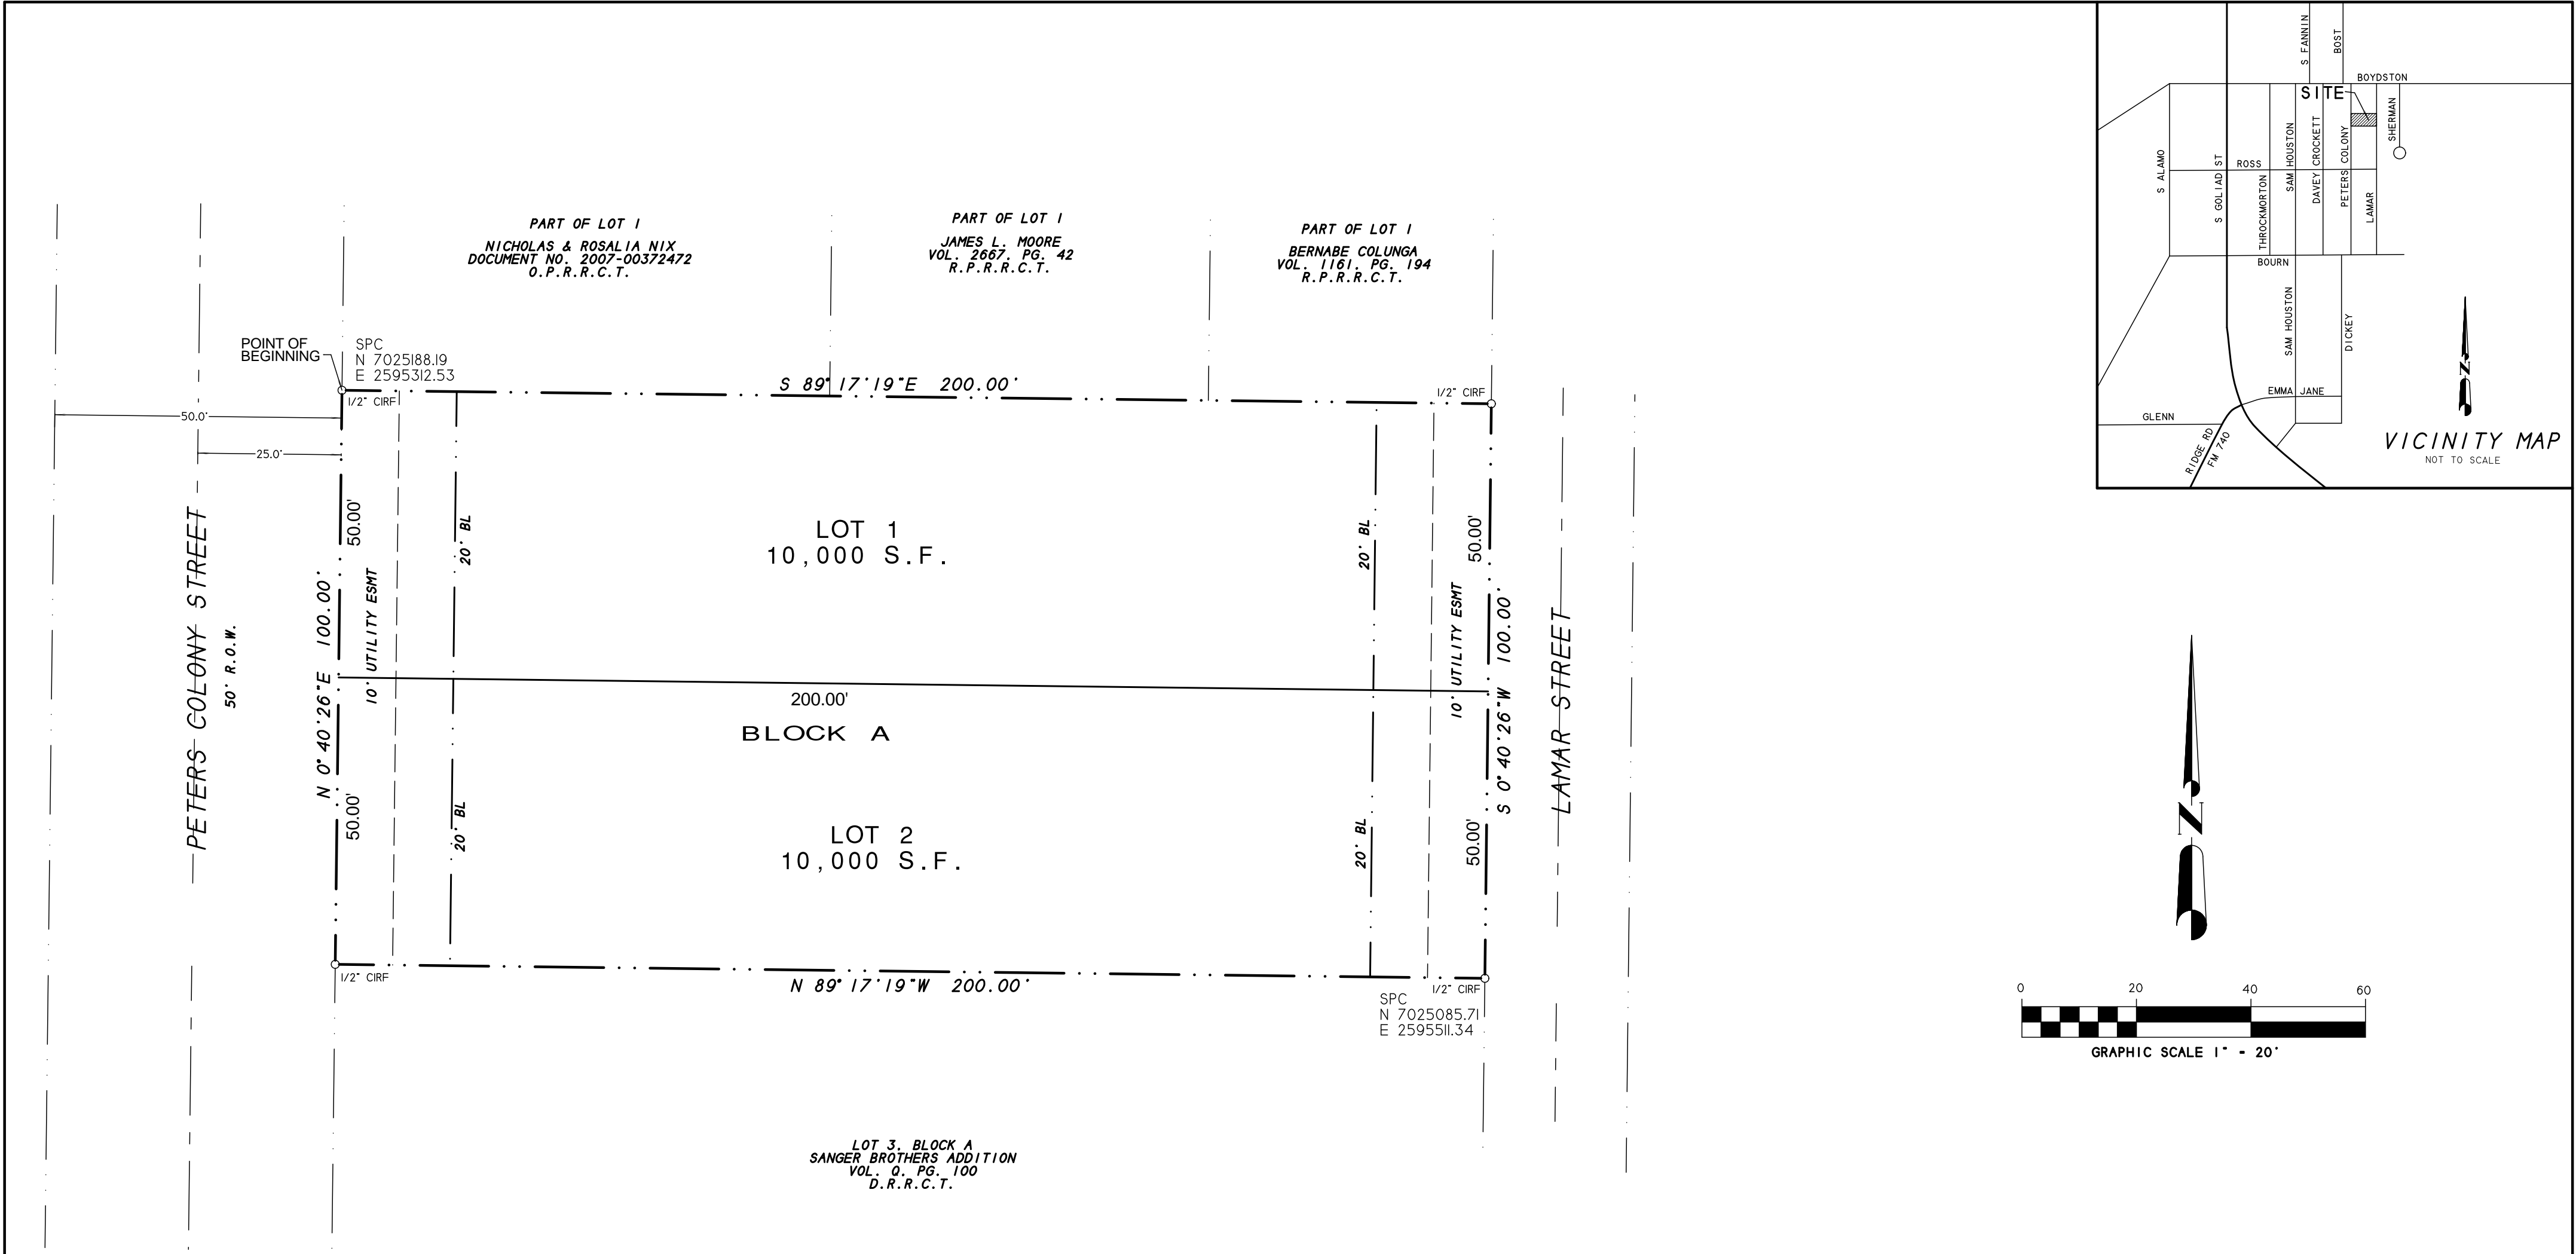 PART OF LOT 1
NICHOLAS & ROSALIA NIX
DOCUMENT NO. 2007-00372472
O.P.R.R.C.T.
PART OF LOT 1
JAMES L. MOORE
VOL. 2667, PG. 42
R.P.R.R.C.T.
PART OF LOT 1
BERNABE COLUNGA
VOL. 1161, PG. 194
R.P.R.R.C.T.
POINT OF
BEGINNING
SPC
N 7025188.19
E 2595312.53
1/2" CIRF
S 89° 17'19"E 200.00'
1/2" CIRF
50.0'
25.0'
PETERS COLONY STREET
50' R.O.W.
N 0° 40'26"E 100.00'
50.00'
50.00'
10' UTILITY ESMT
20' BL
20' BL
LOT 1
10,000 S.F.
200.00'
BLOCK A
LOT 2
10,000 S.F.
20' BL
20' BL
10' UTILITY ESMT
50.00'
50.00'
S 0° 40'26"W 100.00'
LAMAR STREET
1/2" CIRF
N 89° 17'19"W 200.00'
1/2" CIRF
SPC
N 7025085.71
E 2595511.34
LOT 3, BLOCK A
SANGER BROTHERS ADDITION
VOL. Q, PG. 100
D.R.R.C.T.
S FANNIN
BOST
BOYDSTON
SITE
SHERMAN
S ALAMO
S GOLIAD ST
ROSS
THROCKMORTON
SAM HOUSTON
DAVEY CROCKETT
PETERS COLONY
LAMAR
BOURN
SAM HOUSTON
DICKEY
EMMA JANE
GLENN
RIDGE RD
FM 740
N
VICINITY MAP
NOT TO SCALE
N
0 20 40 60
GRAPHIC SCALE 1" = 20'